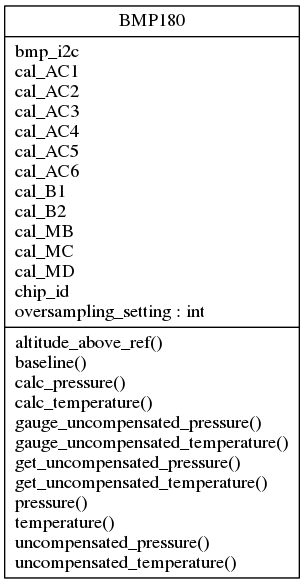 BMP180
bmp_i2c
cal_AC1
cal_AC2
cal_AC3
cal_AC4
cal_AC5
cal_AC6
cal_B1
cal_B2
cal_MB
cal_MC
cal_MD
chip_id
oversampling_setting : int
altitude_above_ref()
baseline()
calc_pressure()
calc_temperature()
gauge_uncompensated_pressure()
gauge_uncompensated_temperature()
get_uncompensated_pressure()
get_uncompensated_temperature()
pressure()
temperature()
uncompensated_pressure()
uncompensated_temperature()